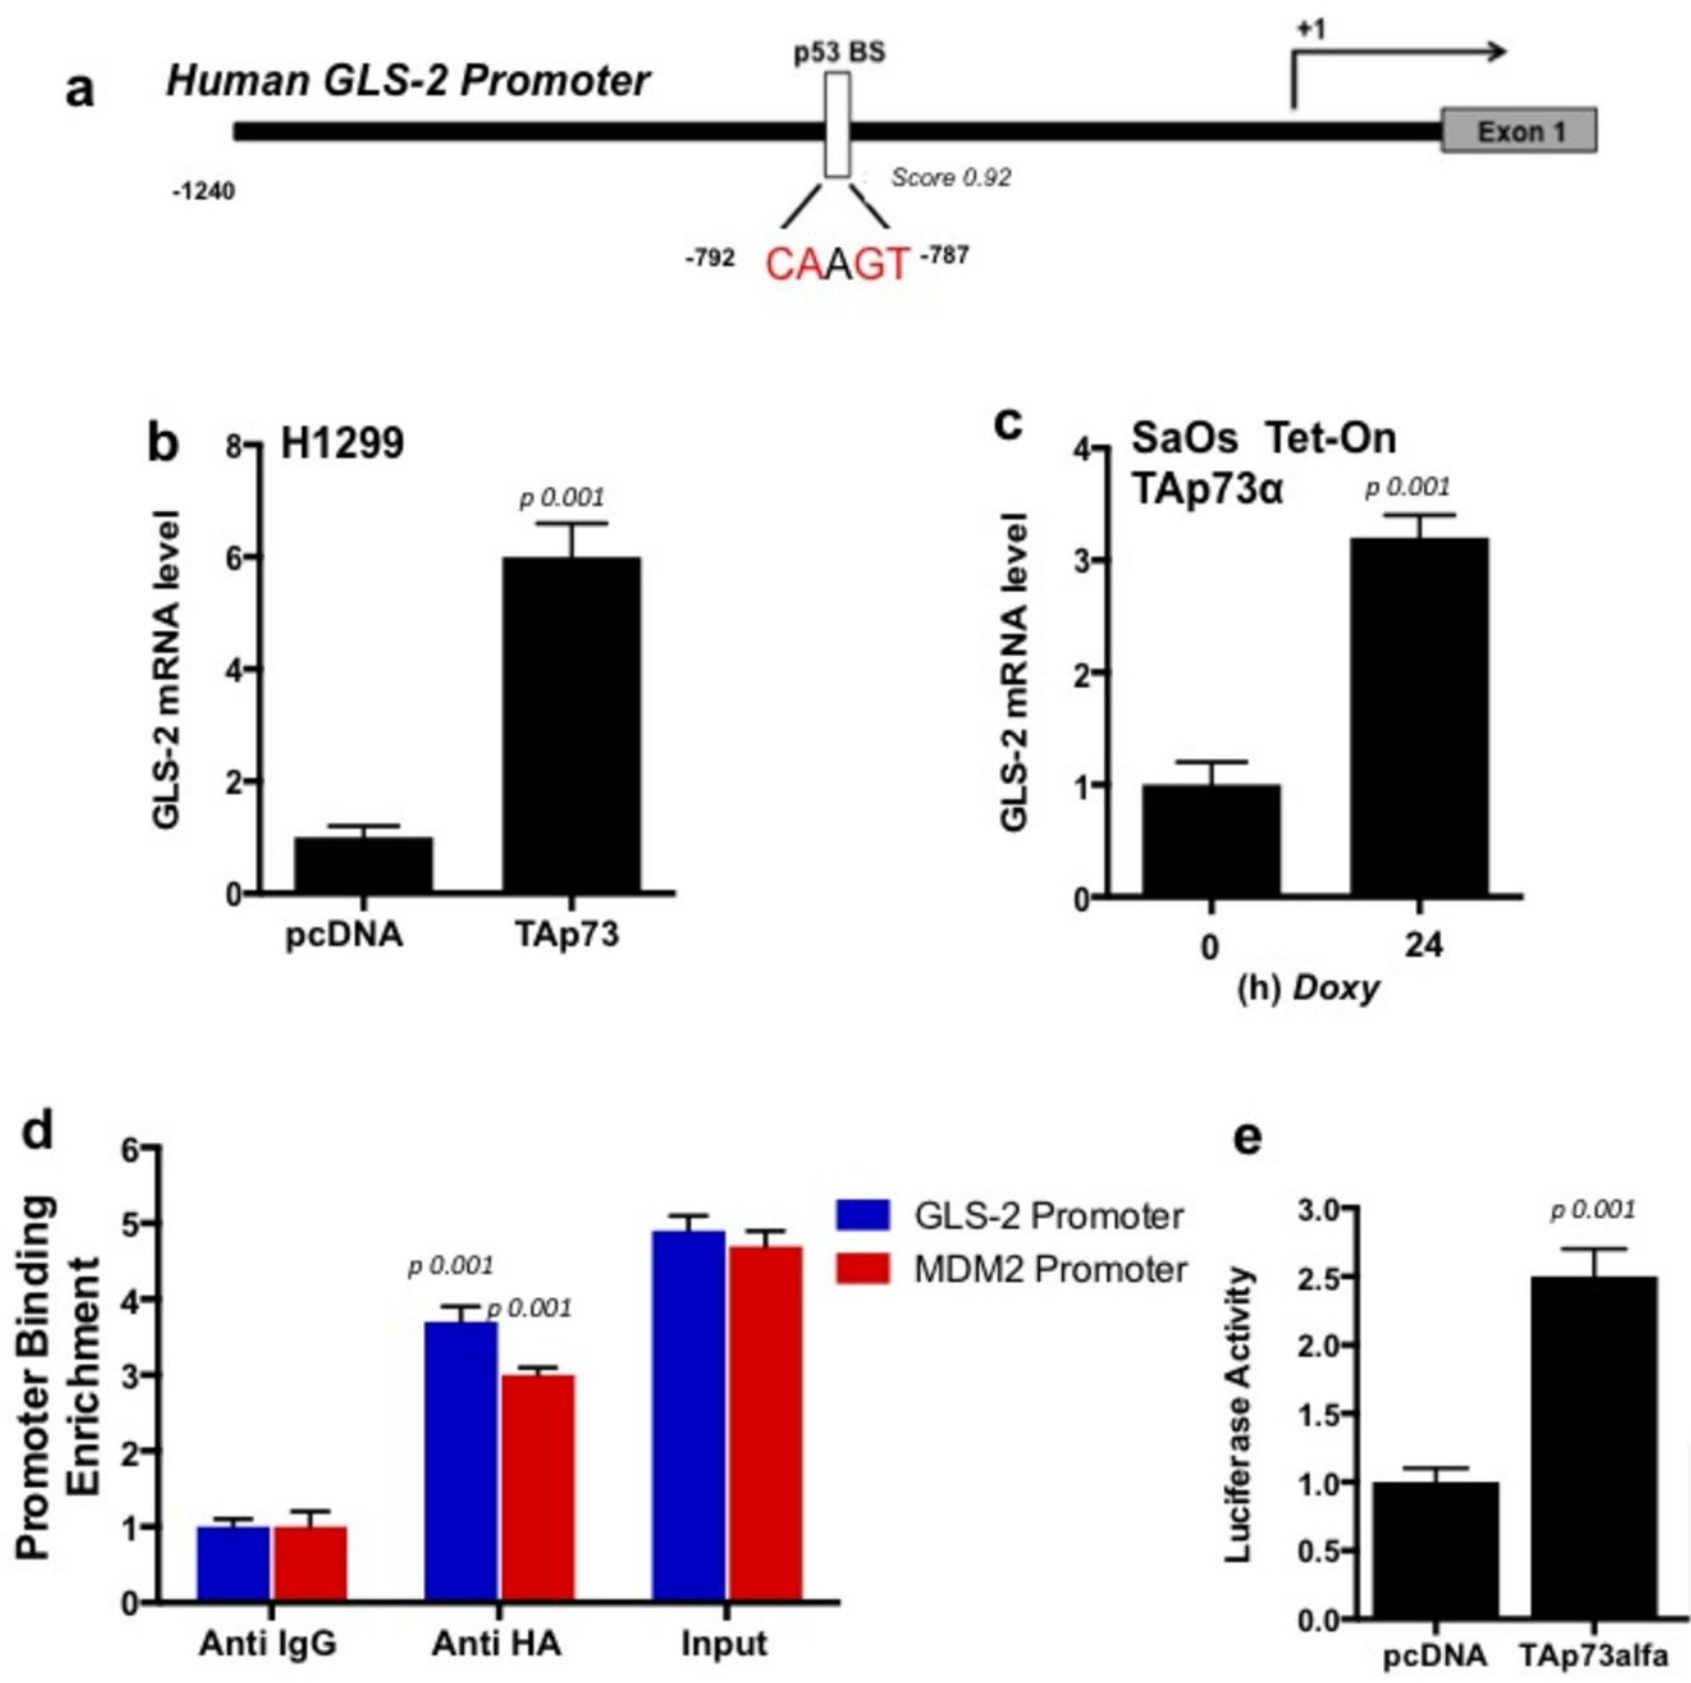 a
Human GLS-2 Promoter
p53 BS
+1
Exon 1
-1240
Score 0.92
-792 CAAGT -787
b
H1299
GLS-2 mRNA level
8
6
4
2
0
p 0.001
pcDNA TAp73
c
SaOs Tet-On
TAp73α
GLS-2 mRNA level
4
3
2
1
0
p 0.001
0 24
(h) Doxy
d
Promoter Binding
Enrichment
6
5
4
3
2
1
0
p 0.001
p 0.001
Anti IgG Anti HA Input
GLS-2 Promoter
MDM2 Promoter
e
Luciferase Activity
3.0
2.5
2.0
1.5
1.0
0.5
0.0
p 0.001
pcDNA TAp73alfa